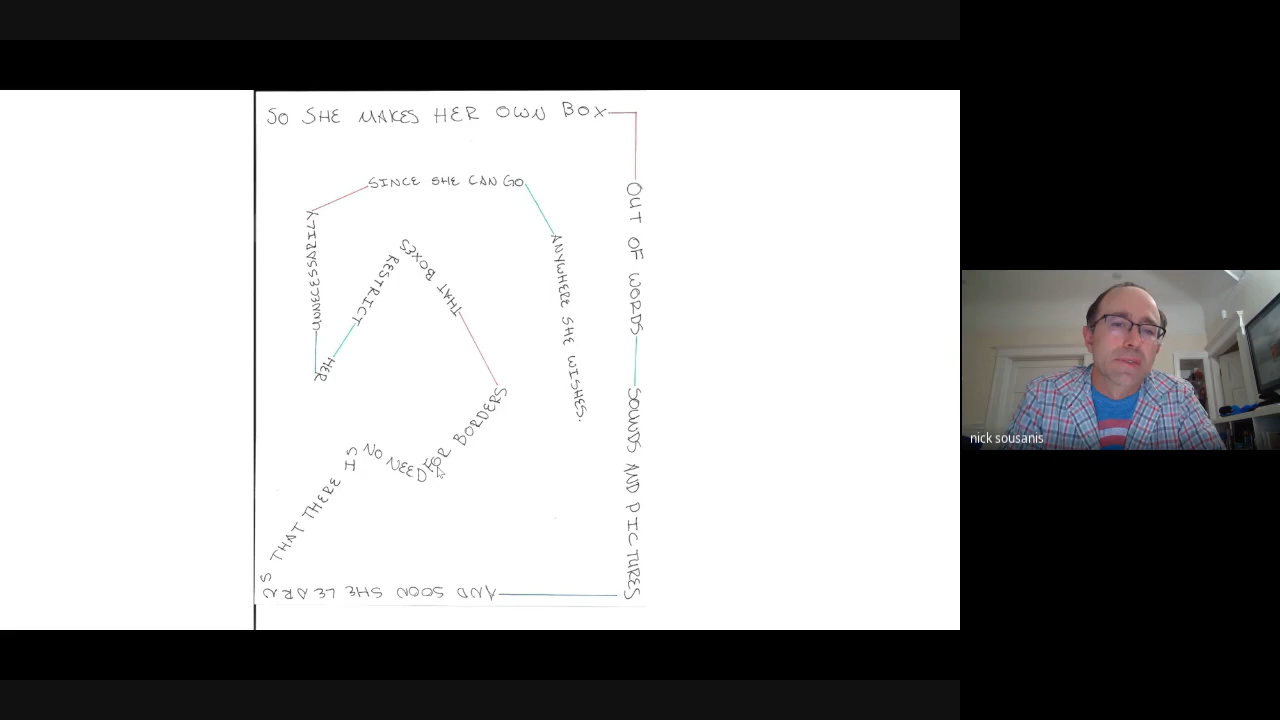 SO SHE MAKES HER OWN BOX
OUT OF WORDS
SOUNDS AND PICTURES
AND SOON SHE LEARNS
THAT THERE IS
NO NEED
FOR BORDERS
THAT BOXES
RESTRICT
HER
UNNECESSARILY
SINCE SHE CAN GO
ANYWHERE SHE WISHES.
nick sousanis